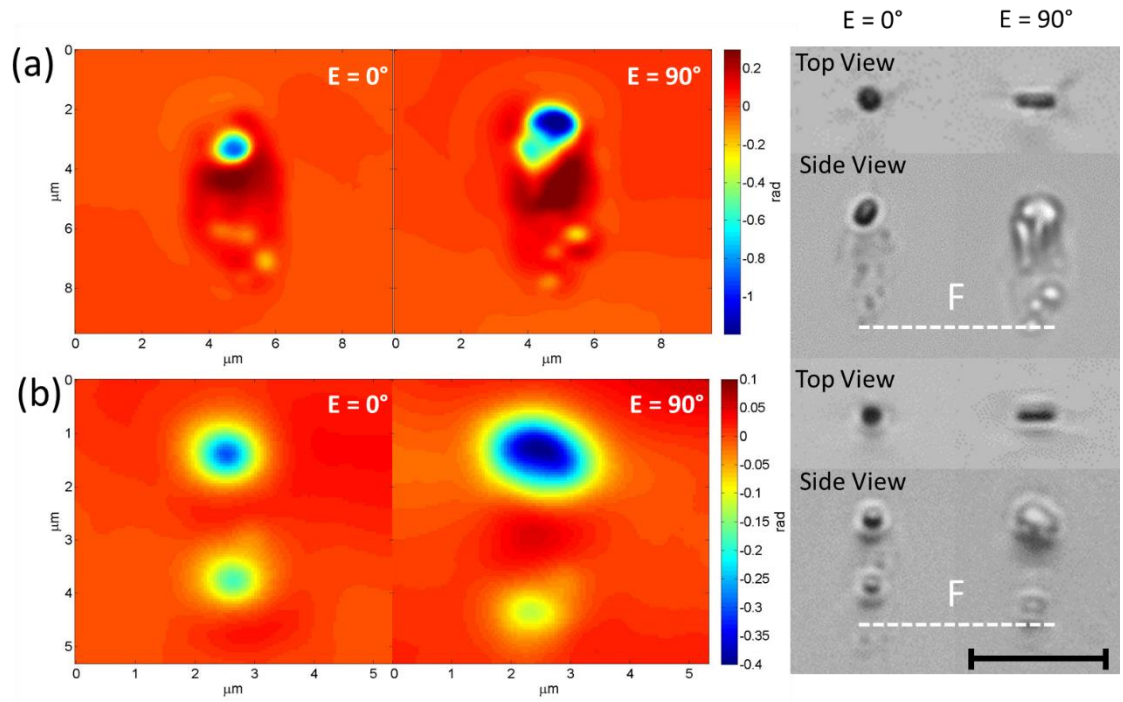 E = 0° E = 90°
(a)
E = 0° E = 90°
0
2
4
6
8
μm
0 2 4 6 8 0 2 4 6 8
μm μm
0.2
0
-0.2
-0.4
-0.6
-0.8
-1
rad
Top View
Side View
F
(b)
E = 0° E = 90°
0
1
2
3
4
5
μm
0 1 2 3 4 5 0 1 2 3 4 5
μm μm
0.1
0.05
0
-0.05
-0.1
-0.15
-0.2
-0.25
-0.3
-0.35
-0.4
rad
Top View
Side View
F